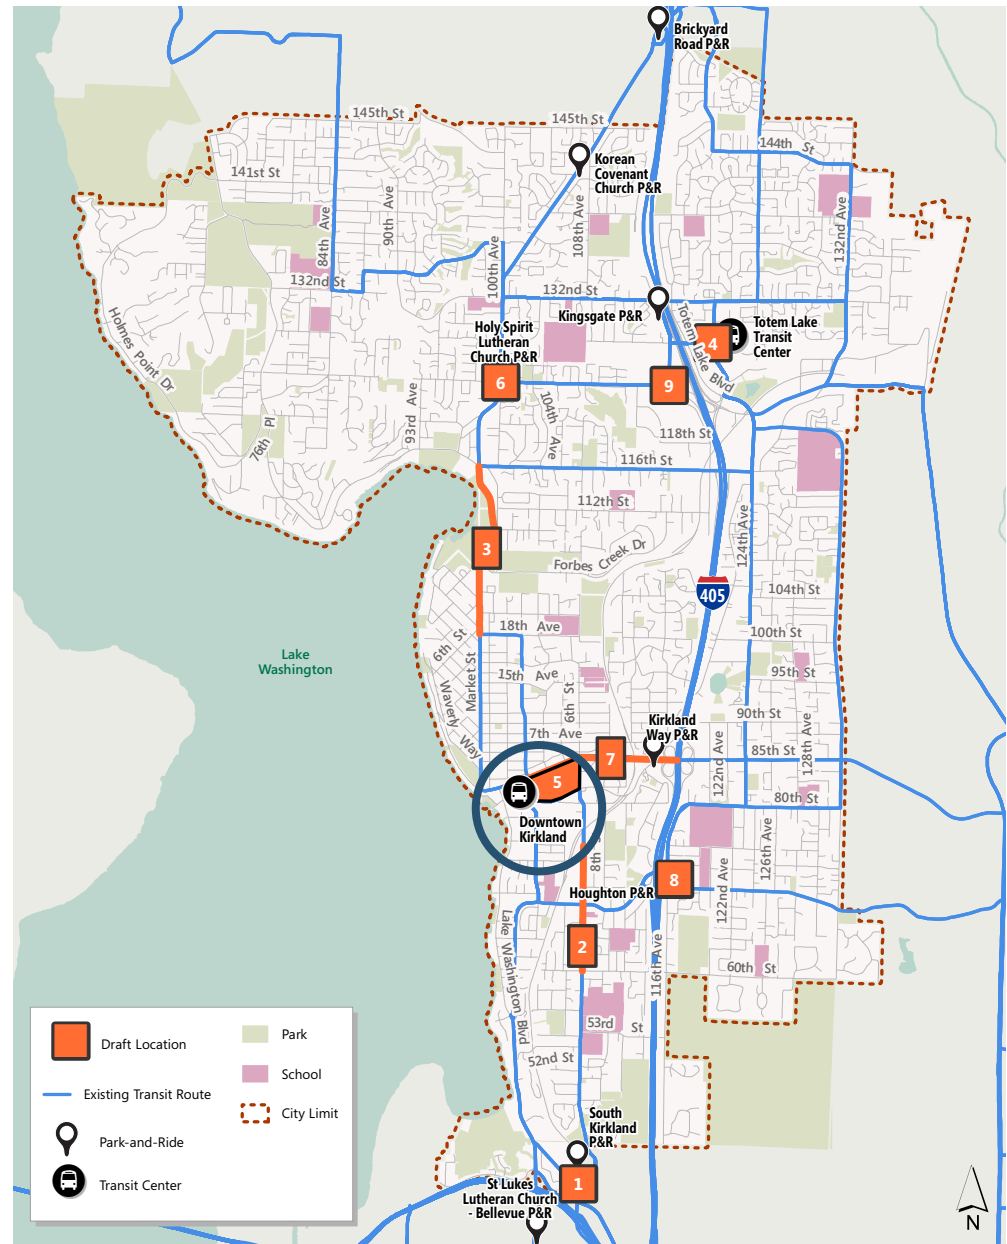 Brickyard
Road P&R
145th St
145th St
144th St
Korean
Covenant
Church P&R
141st St
84th Ave
90th Ave
100th Ave
108th Ave
132nd Ave
132nd St
132nd St
Kingsgate P&R
Totem Lake
Transit
Center
Totem Lake Blvd
4
Holy Spirit
Lutheran
Church P&R
Holmes Point Dr
6
9
76th Pl
93rd Ave
104th Ave
118th St
116th St
112th St
124th Ave
3
Forbes Creek Dr
405
104th St
18th Ave
100th St
6th St
Lake
Washington
Market St
15th Ave
95th St
6th St
Waverly Way
90th St
Kirkland
Way P&R
7th Ave
122nd Ave
85th St
128th Ave
7
5
80th St
Downtown
Kirkland
8th S
126th Ave
Houghton P&R
8
122nd Ave
Lake Washington Blvd
2
116th Ave
60th St
53rd St
52nd St
South
Kirkland
P&R
1
St Lukes
Lutheran Church
- Bellevue P&R
Draft Location
Park
Existing Transit Route
School
City Limit
Park-and-Ride
Transit Center
N